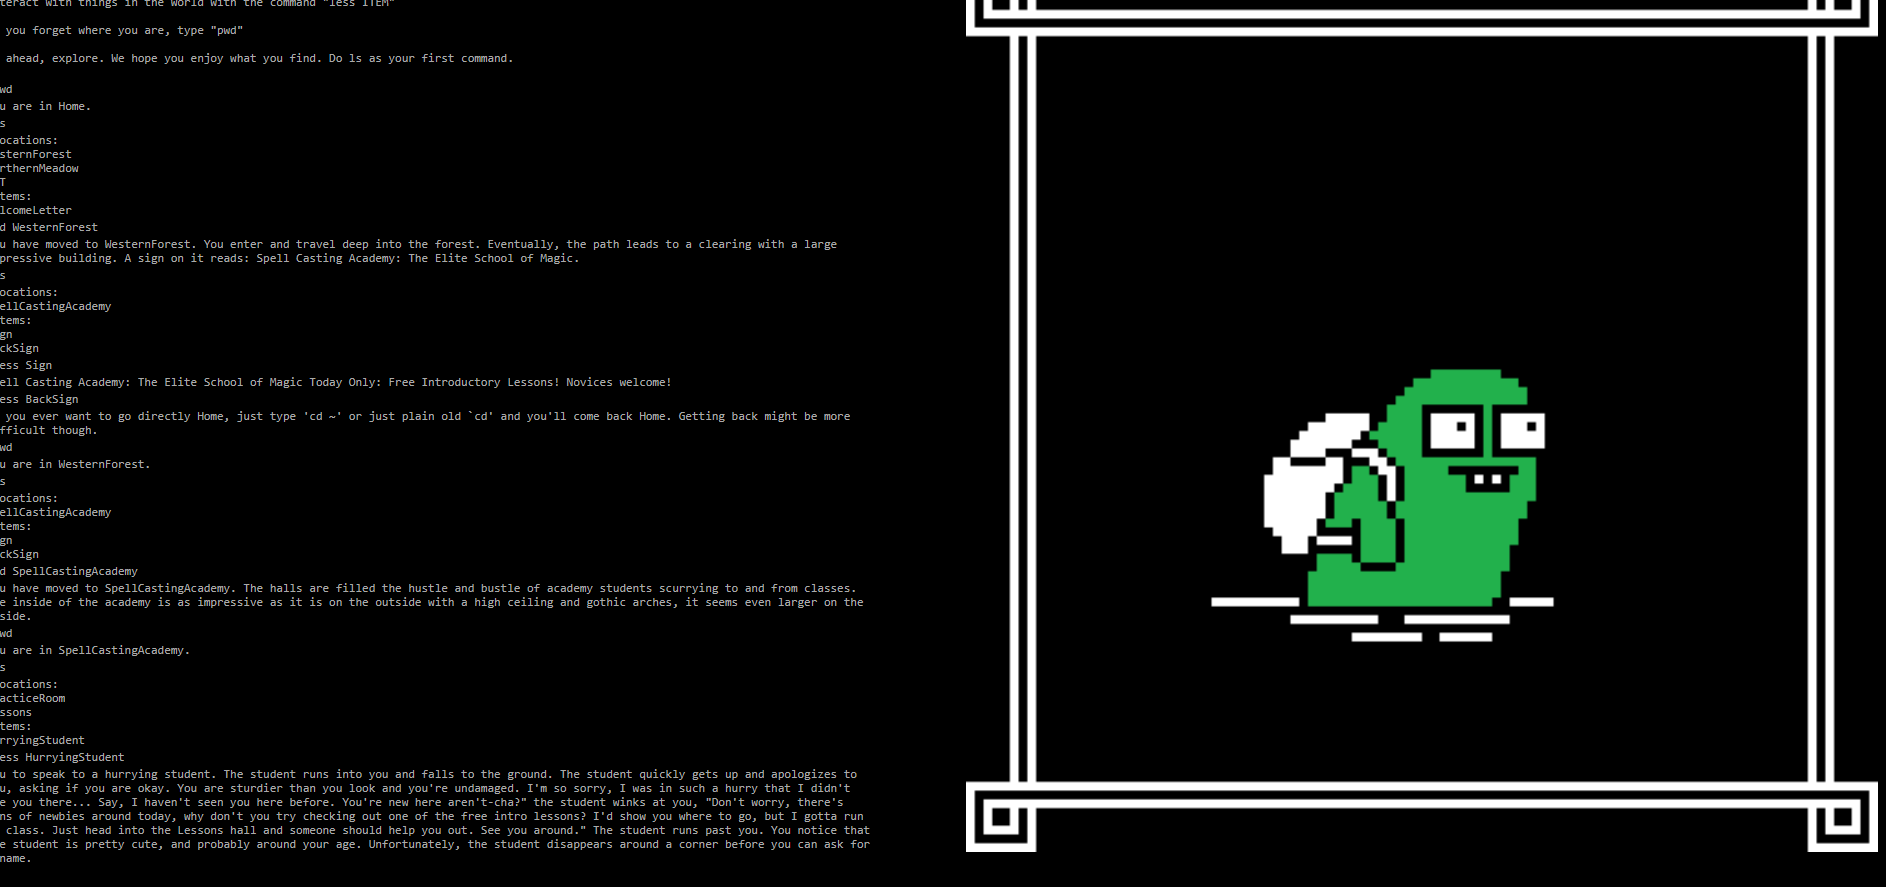 teract with things in the world with the command "less ITEM"
you forget where you are, type "pwd"
ahead, explore. We hope you enjoy what you find. Do ls as your first command.
wd
u are in Home.
s
ocations:
sternForest
rthernMeadow
T
tems:
lcomeLetter
d WesternForest
u have moved to WesternForest. You enter and travel deep into the forest. Eventually, the path leads to a clearing with a large
pressive building. A sign on it reads: Spell Casting Academy: The Elite School of Magic.
s
ocations:
ellCastingAcademy
tems:
gn
ckSign
ess Sign
ell Casting Academy: The Elite School of Magic Today Only: Free Introductory Lessons! Novices welcome!
ess BackSign
you ever want to go directly Home, just type 'cd ~' or just plain old `cd' and you'll come back Home. Getting back might be more
fficult though.
wd
u are in WesternForest.
s
ocations:
ellCastingAcademy
tems:
gn
ckSign
d SpellCastingAcademy
u have moved to SpellCastingAcademy. The halls are filled the hustle and bustle of academy students scurrying to and from classes.
e inside of the academy is as impressive as it is on the outside with a high ceiling and gothic arches, it seems even larger on the
side.
wd
u are in SpellCastingAcademy.
s
ocations:
acticeRoom
ssons
tems:
rryingStudent
ess HurryingStudent
u to speak to a hurrying student. The student runs into you and falls to the ground. The student quickly gets up and apologizes to
u, asking if you are okay. You are sturdier than you look and you're undamaged. I'm so sorry, I was in such a hurry that I didn't
e you there... Say, I haven't seen you here before. You're new here aren't-cha?" the student winks at you, "Don't worry, there's
ns of newbies around today, why don't you try checking out one of the free intro lessons? I'd show you where to go, but I gotta run
class. Just head into the Lessons hall and someone should help you out. See you around." The student runs past you. You notice that
e student is pretty cute, and probably around your age. Unfortunately, the student disappears around a corner before you can ask for
name.